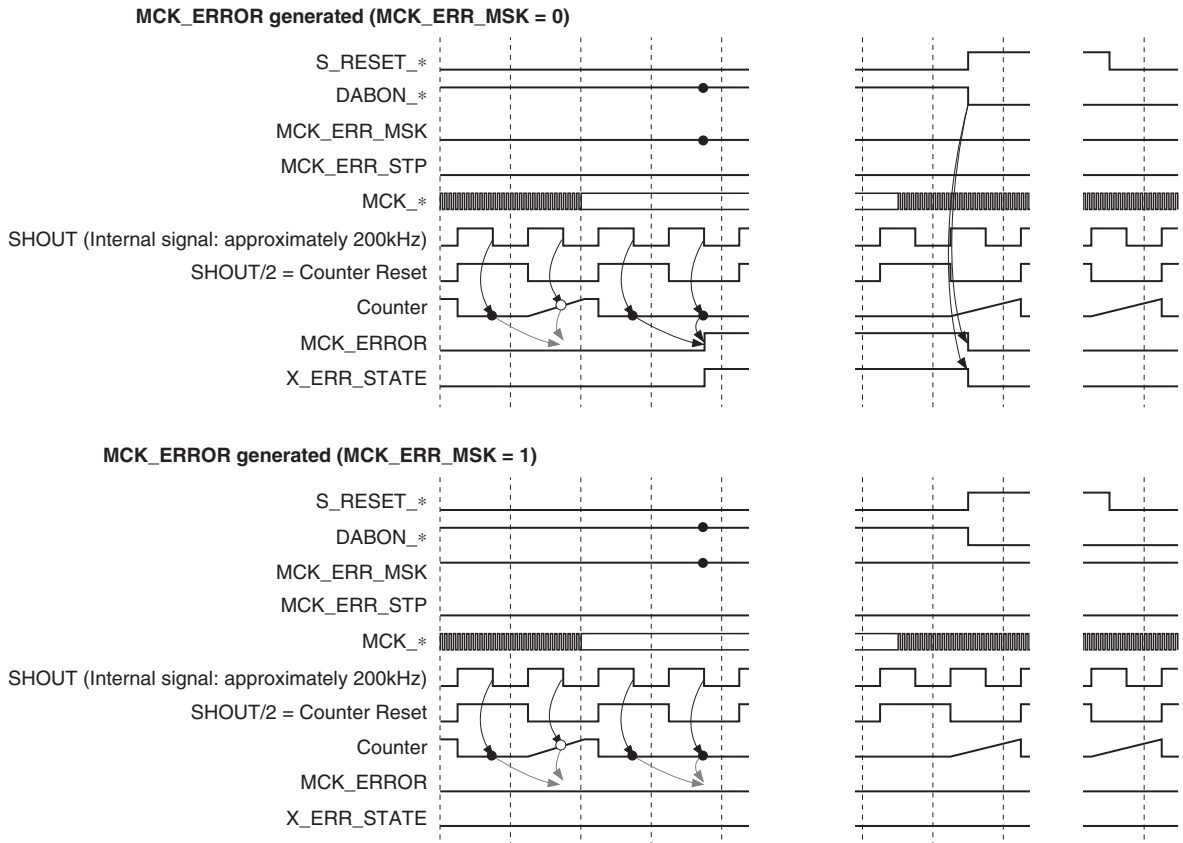 MCK_ERROR generated (MCK_ERR_MSK = 0)
S_RESET_*
DABON_*
MCK_ERR_MSK
MCK_ERR_STP
MCK_*
SHOUT (Internal signal: approximately 200kHz)
SHOUT/2 = Counter Reset
Counter
MCK_ERROR
X_ERR_STATE
MCK_ERROR generated (MCK_ERR_MSK = 1)
S_RESET_*
DABON_*
MCK_ERR_MSK
MCK_ERR_STP
MCK_*
SHOUT (Internal signal: approximately 200kHz)
SHOUT/2 = Counter Reset
Counter
MCK_ERROR
X_ERR_STATE